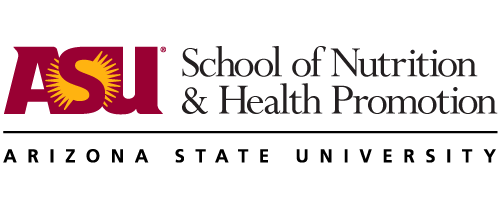 ASU® School of Nutrition
& Health Promotion
ARIZONA STATE UNIVERSITY